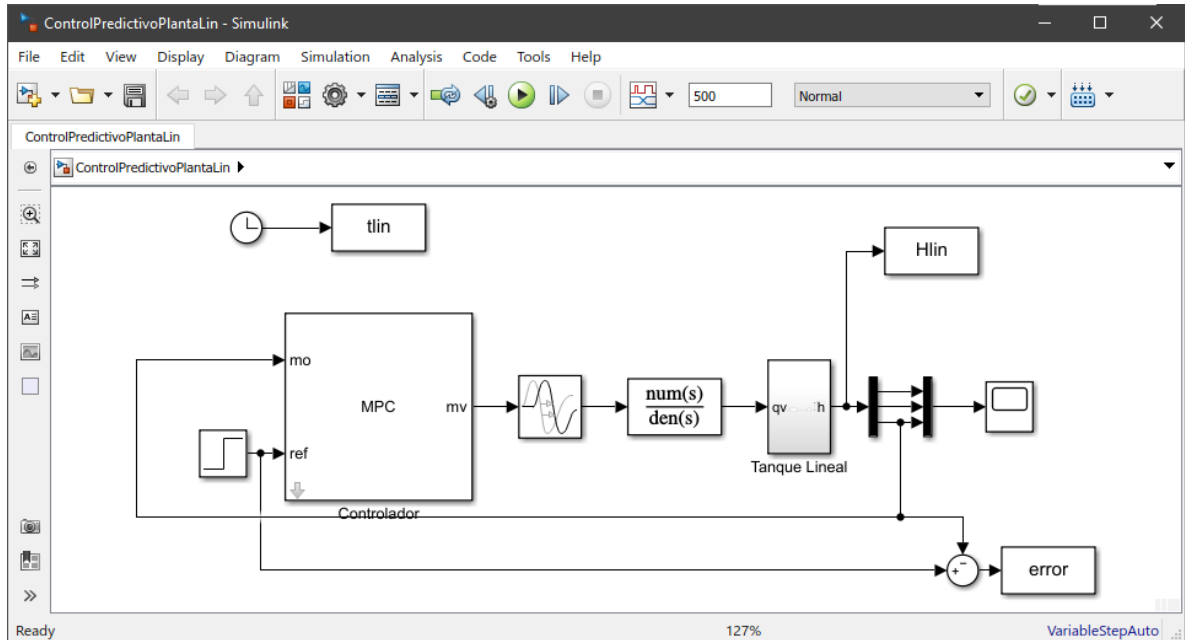 ControlPredictivoPlantaLin - Simulink
File Edit View Display Diagram Simulation Analysis Code Tools Help
500 Normal
ControlPredictivoPlantaLin
ControlPredictivoPlantaLin
tlin
Hlin
mo
MPC
mv
ref
Controlador
num(s)
den(s)
qv
h
Tanque Lineal
+
−
error
Ready 127% VariableStepAuto